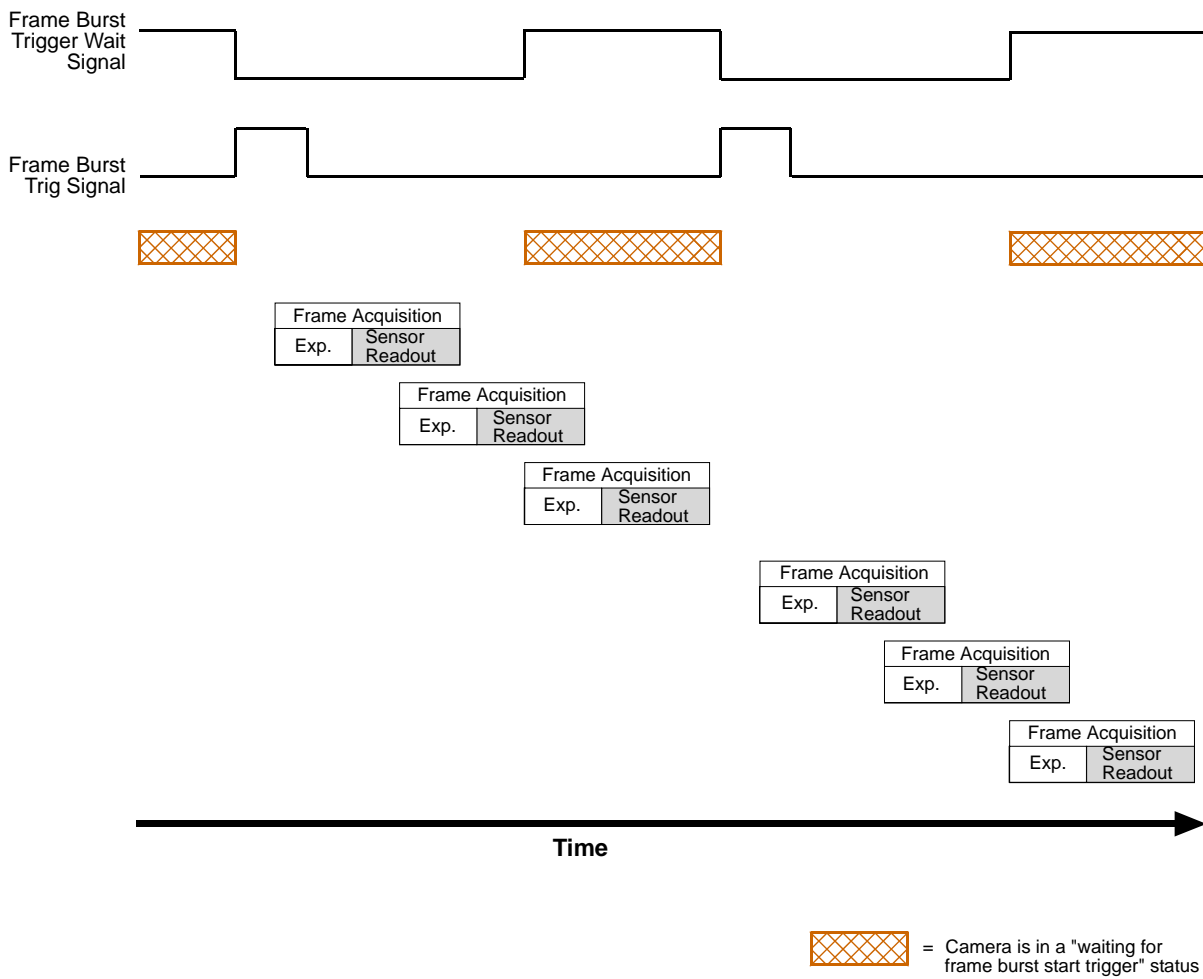 Frame Burst
Trigger Wait
Signal
Frame Burst
Trig Signal
Frame Acquisition
Exp.
Sensor
Readout
Frame Acquisition
Exp.
Sensor
Readout
Frame Acquisition
Exp.
Sensor
Readout
Frame Acquisition
Exp.
Sensor
Readout
Frame Acquisition
Exp.
Sensor
Readout
Frame Acquisition
Exp.
Sensor
Readout
Time
= Camera is in a "waiting for
frame burst start trigger" status